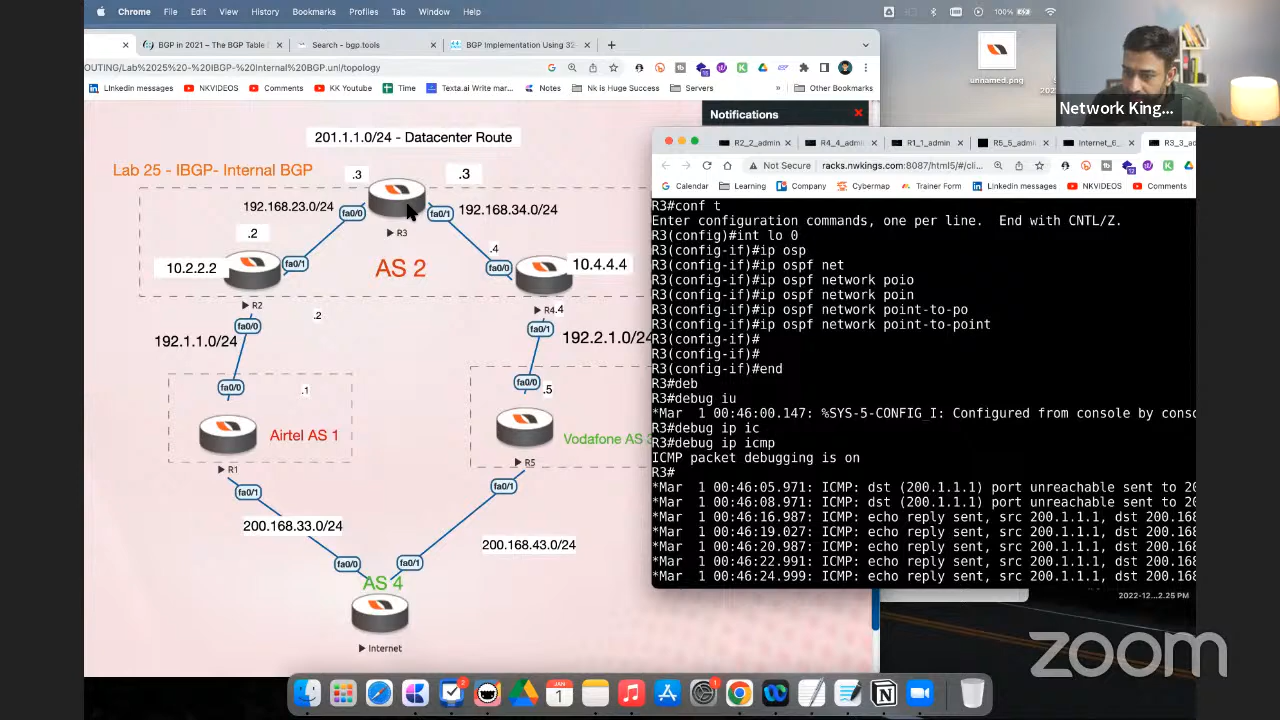 Chrome File Edit View History Bookmarks Profiles Tab Window Help
100%
BGP in 2021 – The BGP Table
Search - bgp.tools
BGP Implementation Using 32-
OUTING/Lab%2025%20-%20IBGP-%20Internal%20BGP.unl/topology
LInkedin messages NKVIDEOS Comments KK Youtube Time Texta.ai Write mar... Notes Nk is Huge Success Servers » Other Bookmarks
unnamed.png
Network King...
Notifications
201.1.1.0/24 - Datacenter Route
Lab 25 - IBGP- Internal BGP
.3
.3
192.168.23.0/24
fa0/0
fa0/1
192.168.34.0/24
R3
.2
.4
10.2.2.2
fa0/1
AS 2
fa0/0
10.4.4.4
R2
.2
R4.4
fa0/0
fa0/1
192.1.1.0/24
192.2.1.0/24
fa0/0
.1
fa0/0
.5
Airtel AS 1
Vodafone AS
R1
R5
fa0/1
fa0/1
200.168.33.0/24
200.168.43.0/24
fa0/0
fa0/1
AS 4
Internet
R2_2_admin
R4_4_admin
R1_1_admin
R5_5_admin
Internet_6_
R3_3_ad
Not Secure racks.nwkings.com:8087/html5/#/cli...
Calendar Learning Company Cybermap Trainer Form LInkedin messages NKVIDEOS Comments
R3#conf t
Enter configuration commands, one per line. End with CNTL/Z.
R3(config)#int lo 0
R3(config-if)#ip osp
R3(config-if)#ip ospf net
R3(config-if)#ip ospf network poio
R3(config-if)#ip ospf network poin
R3(config-if)#ip ospf network point-to-po
R3(config-if)#ip ospf network point-to-point
R3(config-if)#
R3(config-if)#
R3(config-if)#end
R3#deb
R3#debug iu
*Mar 1 00:46:00.147: %SYS-5-CONFIG_I: Configured from console by conso
R3#debug ip ic
R3#debug ip icmp
ICMP packet debugging is on
R3#
*Mar 1 00:46:05.971: ICMP: dst (200.1.1.1) port unreachable sent to 20
*Mar 1 00:46:08.971: ICMP: dst (200.1.1.1) port unreachable sent to 20
*Mar 1 00:46:16.987: ICMP: echo reply sent, src 200.1.1.1, dst 200.168
*Mar 1 00:46:19.027: ICMP: echo reply sent, src 200.1.1.1, dst 200.168
*Mar 1 00:46:20.987: ICMP: echo reply sent, src 200.1.1.1, dst 200.168
*Mar 1 00:46:22.991: ICMP: echo reply sent, src 200.1.1.1, dst 200.168
*Mar 1 00:46:24.999: ICMP: echo reply sent, src 200.1.1.1, dst 200.168
2022-12...2.25 PM
zoom
JAN
1